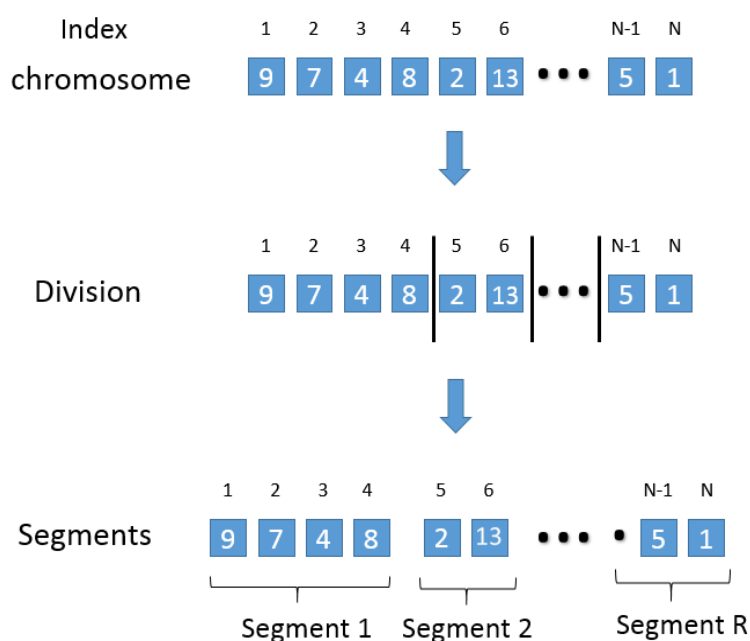 Index 1 2 3 4 5 6 N-1 N
chromosome 9 7 4 8 2 13 ••• 5 1
1 2 3 4 5 6 N-1 N
Division 9 7 4 8 2 13 ••• 5 1
1 2 3 4 5 6 N-1 N
Segments 9 7 4 8 2 13 ••• • 5 1
Segment 1 Segment 2 Segment R